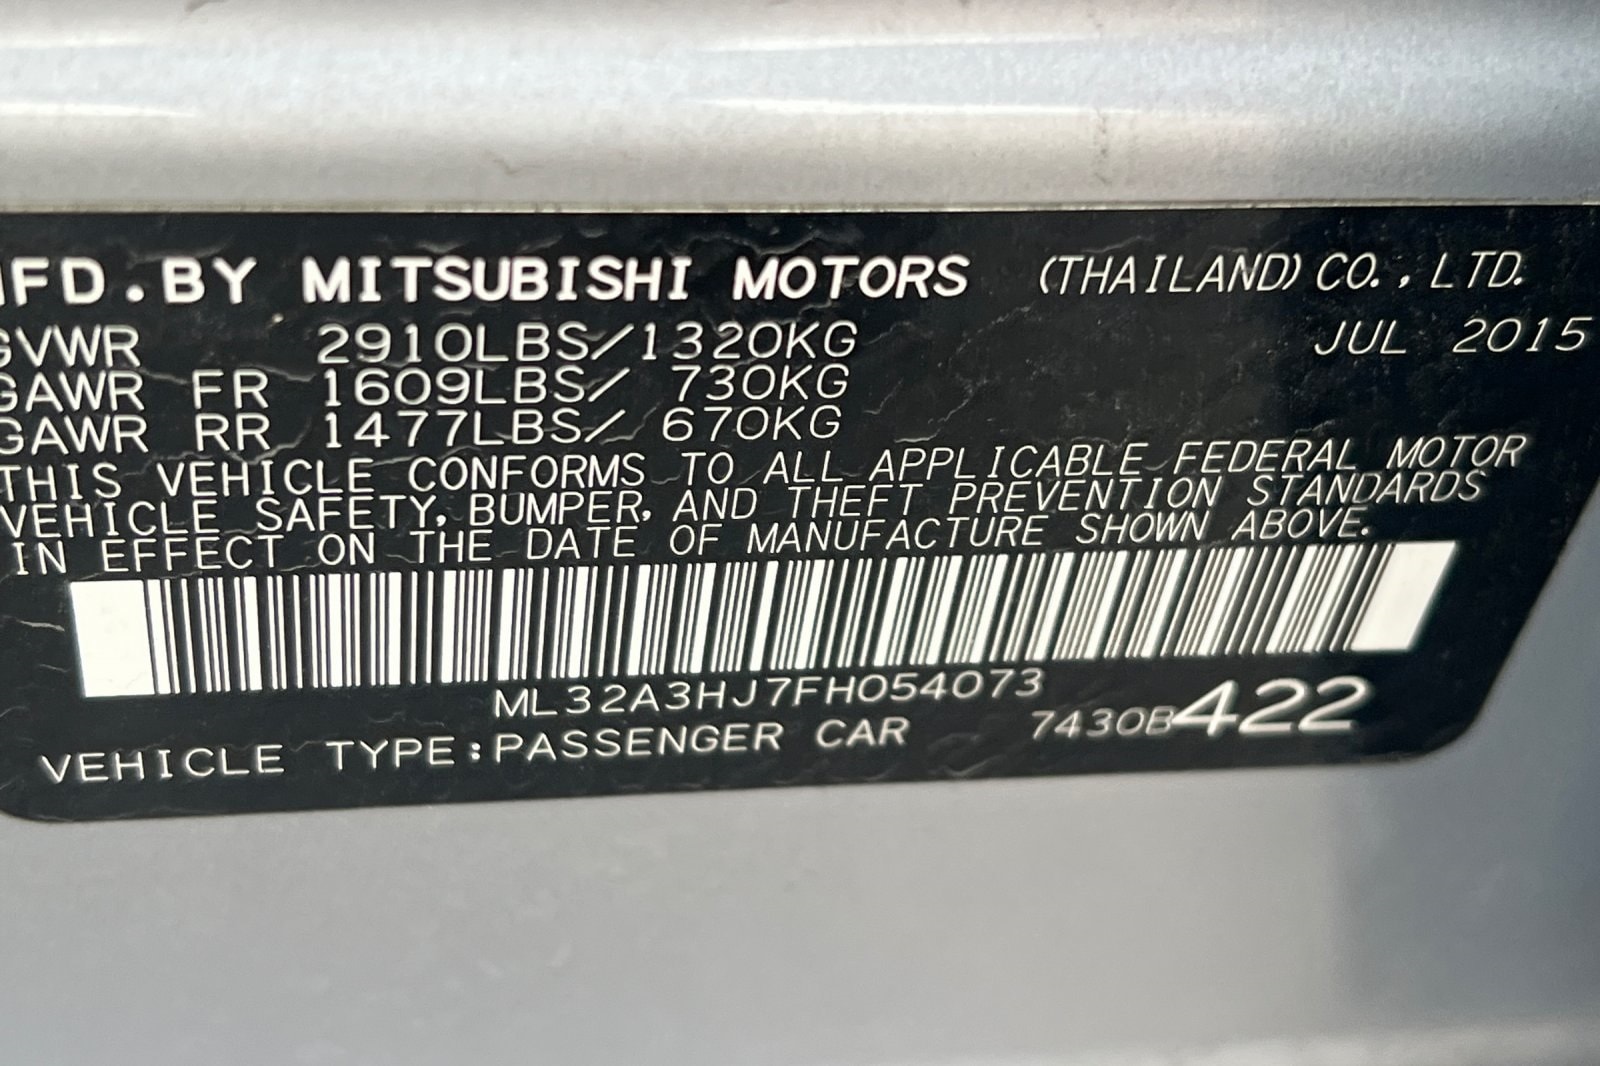 MFD.BY MITSUBISHI MOTORS (THAILAND) CO.,LTD.
GVWR 2910LBS/1320KG JUL 2015
GAWR FR 1609LBS/ 730KG
GAWR RR 1477LBS/ 670KG
THIS VEHICLE CONFORMS TO ALL APPLICABLE FEDERAL MOTOR
VEHICLE SAFETY, BUMPER, AND THEFT PREVENTION STANDARDS
IN EFFECT ON THE DATE OF MANUFACTURE SHOWN ABOVE.
ML32A3HJ7FH054073
VEHICLE TYPE:PASSENGER CAR 7430B422